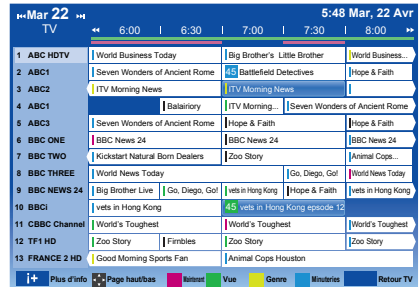 Mar 22 5:48 Mar, 22 Avr
TV 6:00 6:30 7:00 7:30 8:00
1 ABC HDTV World Business Today Big Brother's Little Brother World Business...
2 ABC1 Seven Wonders of Ancient Rome 45 Battlefield Detectives Hope & Faith
3 ABC2 ITV Morning News ITV Morning News
4 ABC1 Balairiory ITV Morning... Seven Wonders of Ancient Rome
5 ABC3 Seven Wonders of Ancient Rome Hope & Faith Hope & Faith
6 BBC ONE BBC News 24 BBC News 24 BBC News 24
7 BBC TWO Kickstart Natural Born Dealers Zoo Story Animal Cops...
8 BBC THREE World News Today Go, Diego, Go! World News Today
9 BBC NEWS 24 Big Brother Live Go, Diego, Go! vets in Hong Kong Hope & Faith vets in Hong Kong
10 BBCi vets in Hong Kong 45 vets in Hong Kong epsode 12
11 CBBC Channel World's Toughest World's Toughest World's Toughest
12 TF1 HD Zoo Story Fimbles Zoo Story Zoo Story
13 FRANCE 2 HD Good Morning Sports Fan Animal Cops Houston
i+ Plus d'info Page haut/bas Maintenant Vue Genre Minuteries Retour TV